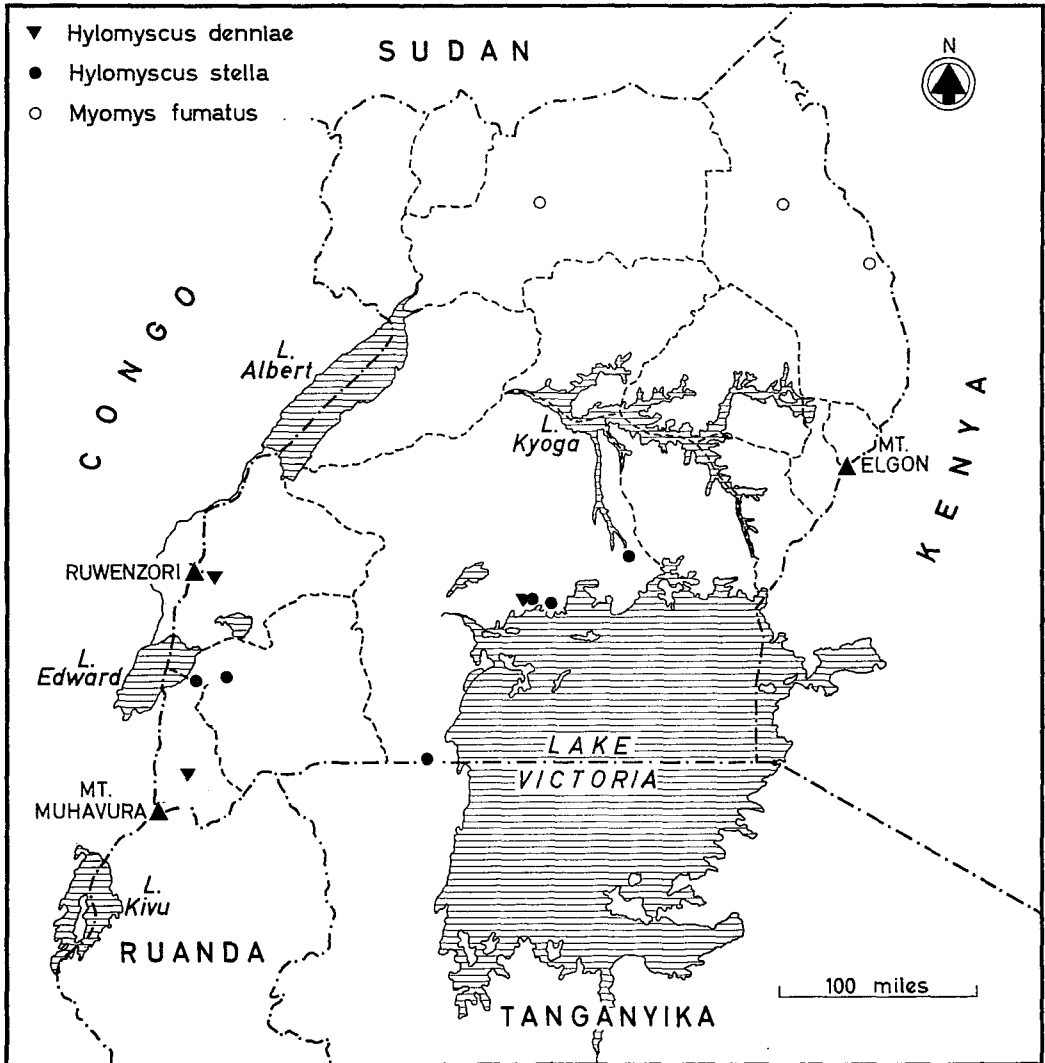 Hylomyscus denniae
Hylomyscus stella
Myomys fumatus
SUDAN
N
CONGO
L.
Albert
L.
Kyoga
MT.
ELGON
KENYA
RUWENZORI
L.
Edward
LAKE
VICTORIA
MT.
MUHAVURA
L.
Kivu
RUANDA
100 miles
TANGANYIKA